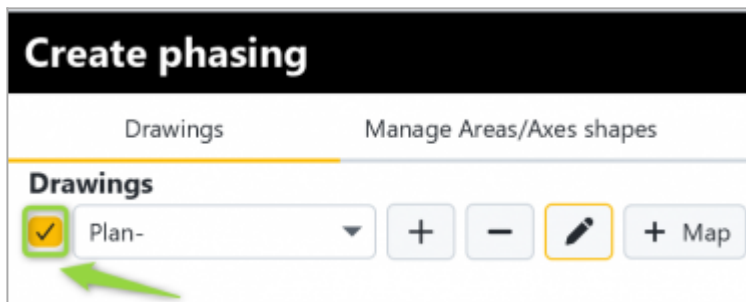 Create phasing
Drawings Manage Areas/Axes shapes
Drawings
Plan- + Map